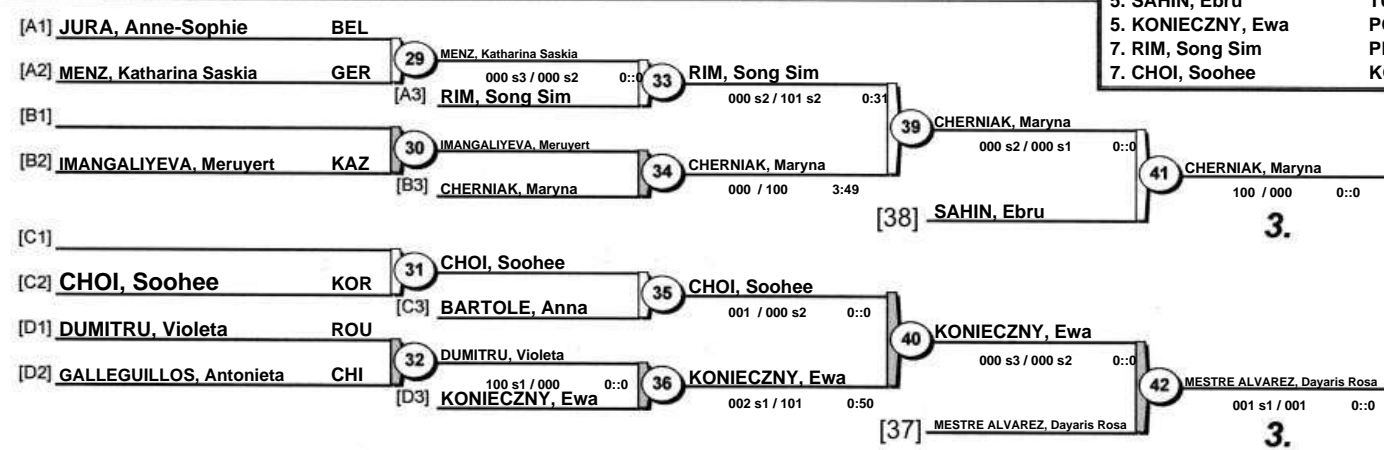 5. SAHIN, Ebru
5. KONIECZNY, Ewa
7. RIM, Song Sim
7. CHOI, Soohee
[A1] JURA, Anne-Sophie BEL
29
[A2] MENZ, Katharina Saskia GER
MENZ, Katharina Saskia
000 s3 / 000 s2 0::0
33
[A3] RIM, Song Sim
RIM, Song Sim
000 s2 / 101 s2 0:31
39
[B1]
30
[B2] IMANGALIYEVA, Meruyert KAZ
IMANGALIYEVA, Meruyert
34
[B3] CHERNIAK, Maryna
CHERNIAK, Maryna
000 / 100 3:49
CHERNIAK, Maryna
000 s2 / 000 s1 0::0
41
[38] SAHIN, Ebru
CHERNIAK, Maryna
100 / 000 0::0
3.
[C1]
31
[C2] CHOI, Soohee KOR
CHOI, Soohee
35
[C3] BARTOLE, Anna
CHOI, Soohee
001 / 000 s2 0::0
40
[D1] DUMITRU, Violeta ROU
32
[D2] GALLEGUILLOS, Antonieta CHI
DUMITRU, Violeta
100 s1 / 000 0::0
36
[D3] KONIECZNY, Ewa
KONIECZNY, Ewa
002 s1 / 101 0:50
KONIECZNY, Ewa
000 s3 / 000 s2 0::0
42
[37] MESTRE ALVAREZ, Dayaris Rosa
MESTRE ALVAREZ, Dayaris Rosa
001 s1 / 001 0::0
3.